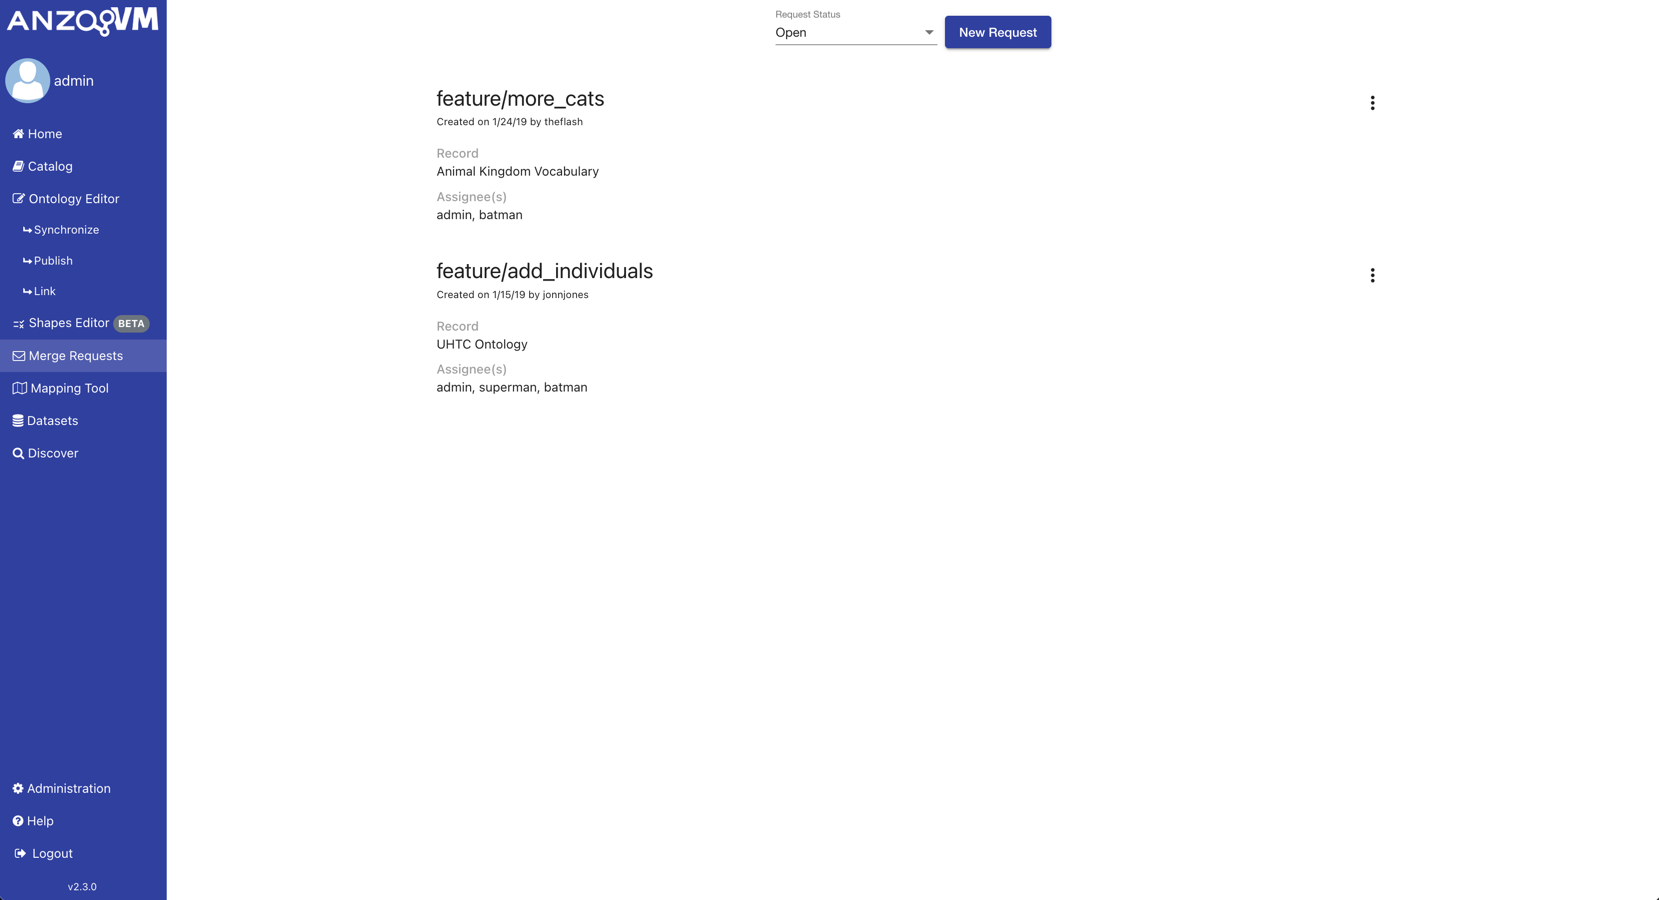 ANZOVM
admin
Home
Catalog
Ontology Editor
Synchronize
Publish
Link
Shapes Editor BETA
Merge Requests
Mapping Tool
Datasets
Discover
Administration
Help
Logout
v2.3.0
Request Status
Open
New Request
feature/more_cats
Created on 1/24/19 by theflash
Record
Animal Kingdom Vocabulary
Assignee(s)
admin, batman
feature/add_individuals
Created on 1/15/19 by jonnjones
Record
UHTC Ontology
Assignee(s)
admin, superman, batman